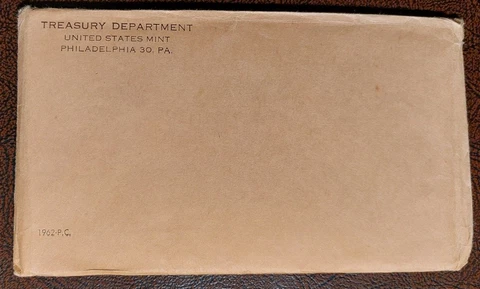 TREASURY DEPARTMENT
UNITED STATES MINT
PHILADELPHIA 30, PA.
1962-P.C.